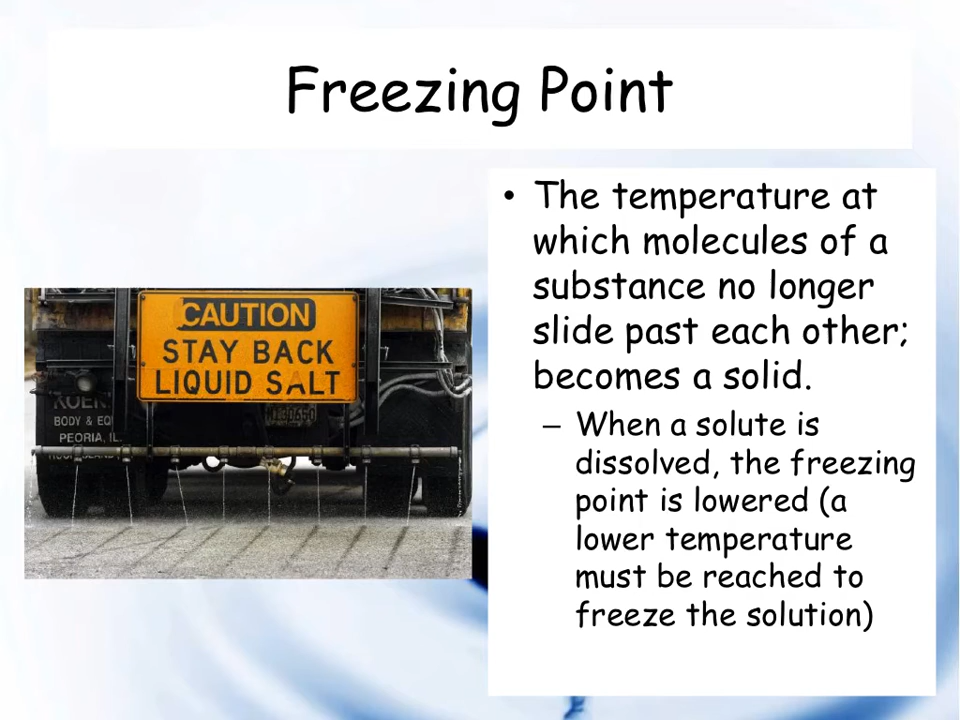 Freezing Point
• The temperature at
which molecules of a
substance no longer
slide past each other;
becomes a solid.
– When a solute is
dissolved, the freezing
point is lowered (a
lower temperature
must be reached to
freeze the solution)
CAUTION
STAY BACK
LIQUID SALT
BODY & EQ
PEORIA, IL